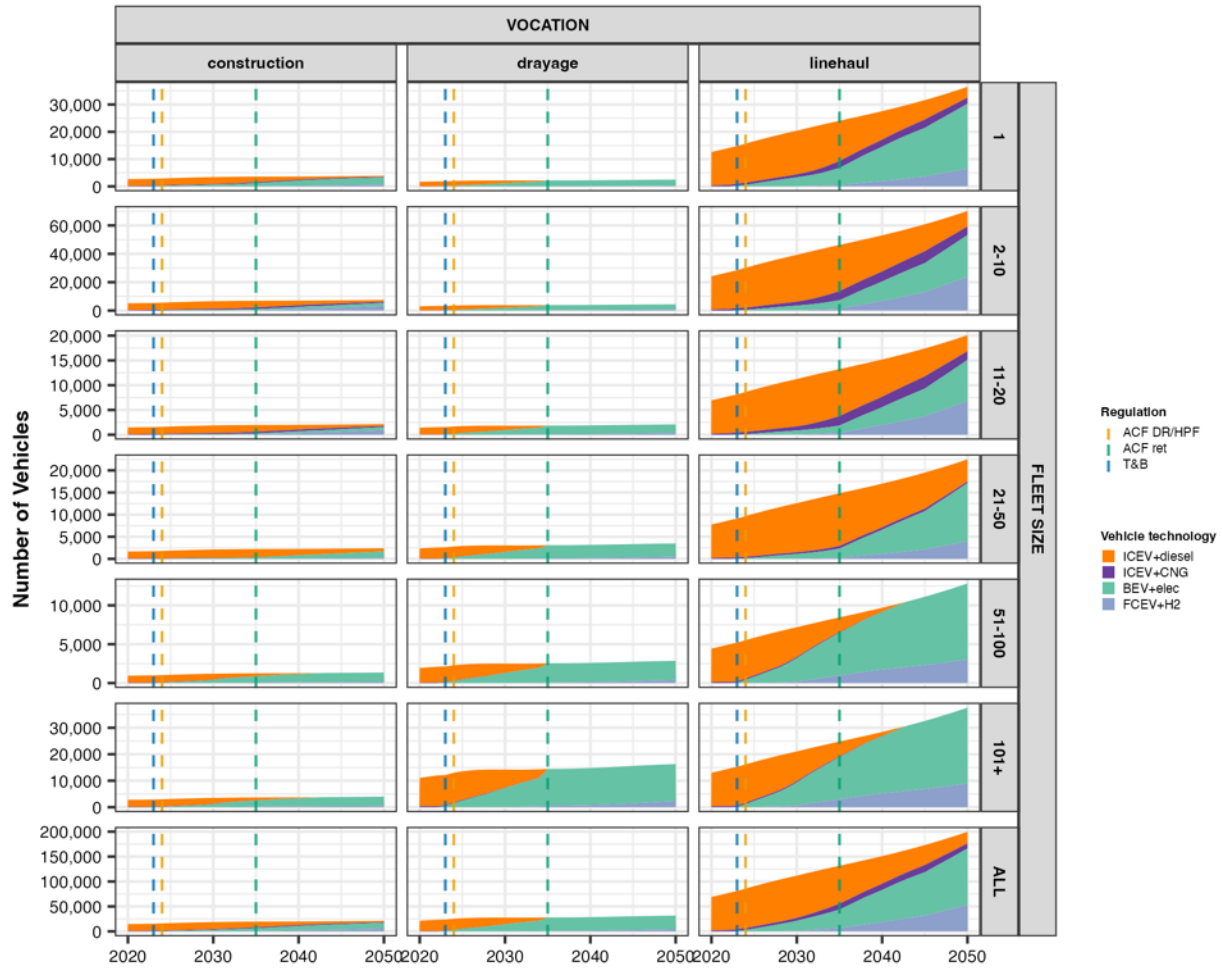 VOCATION
construction
drayage
linehaul
30,000
20,000
10,000
0
1
60,000
40,000
20,000
0
2-10
20,000
15,000
10,000
5,000
0
11-20
20,000
15,000
10,000
5,000
0
21-50
10,000
5,000
0
51-100
30,000
20,000
10,000
0
101+
200,000
150,000
100,000
50,000
0
ALL
2020 2030 2040 2050
2020 2030 2040 2050
2020 2030 2040 2050
Number of Vehicles
FLEET SIZE
Regulation
ACF DR/HPF
ACF ret
T&B
Vehicle technology
ICEV+diesel
ICEV+CNG
BEV+elec
FCEV+H2